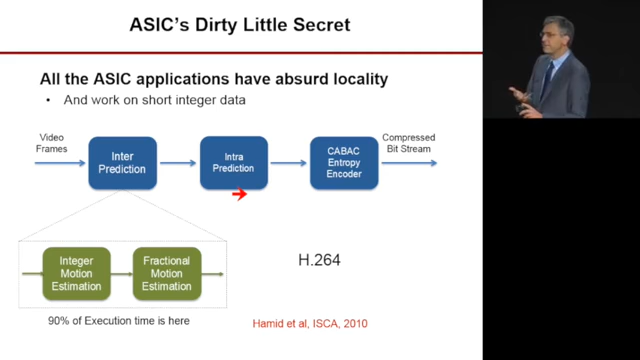 ASIC's Dirty Little Secret
All the ASIC applications have absurd locality
• And work on short integer data
Video
Frames
Inter
Prediction
Intra
Prediction
CABAC
Entropy
Encoder
Compressed
Bit Stream
Integer
Motion
Estimation
Fractional
Motion
Estimation
H.264
90% of Execution time is here
Hamid et al, ISCA, 2010